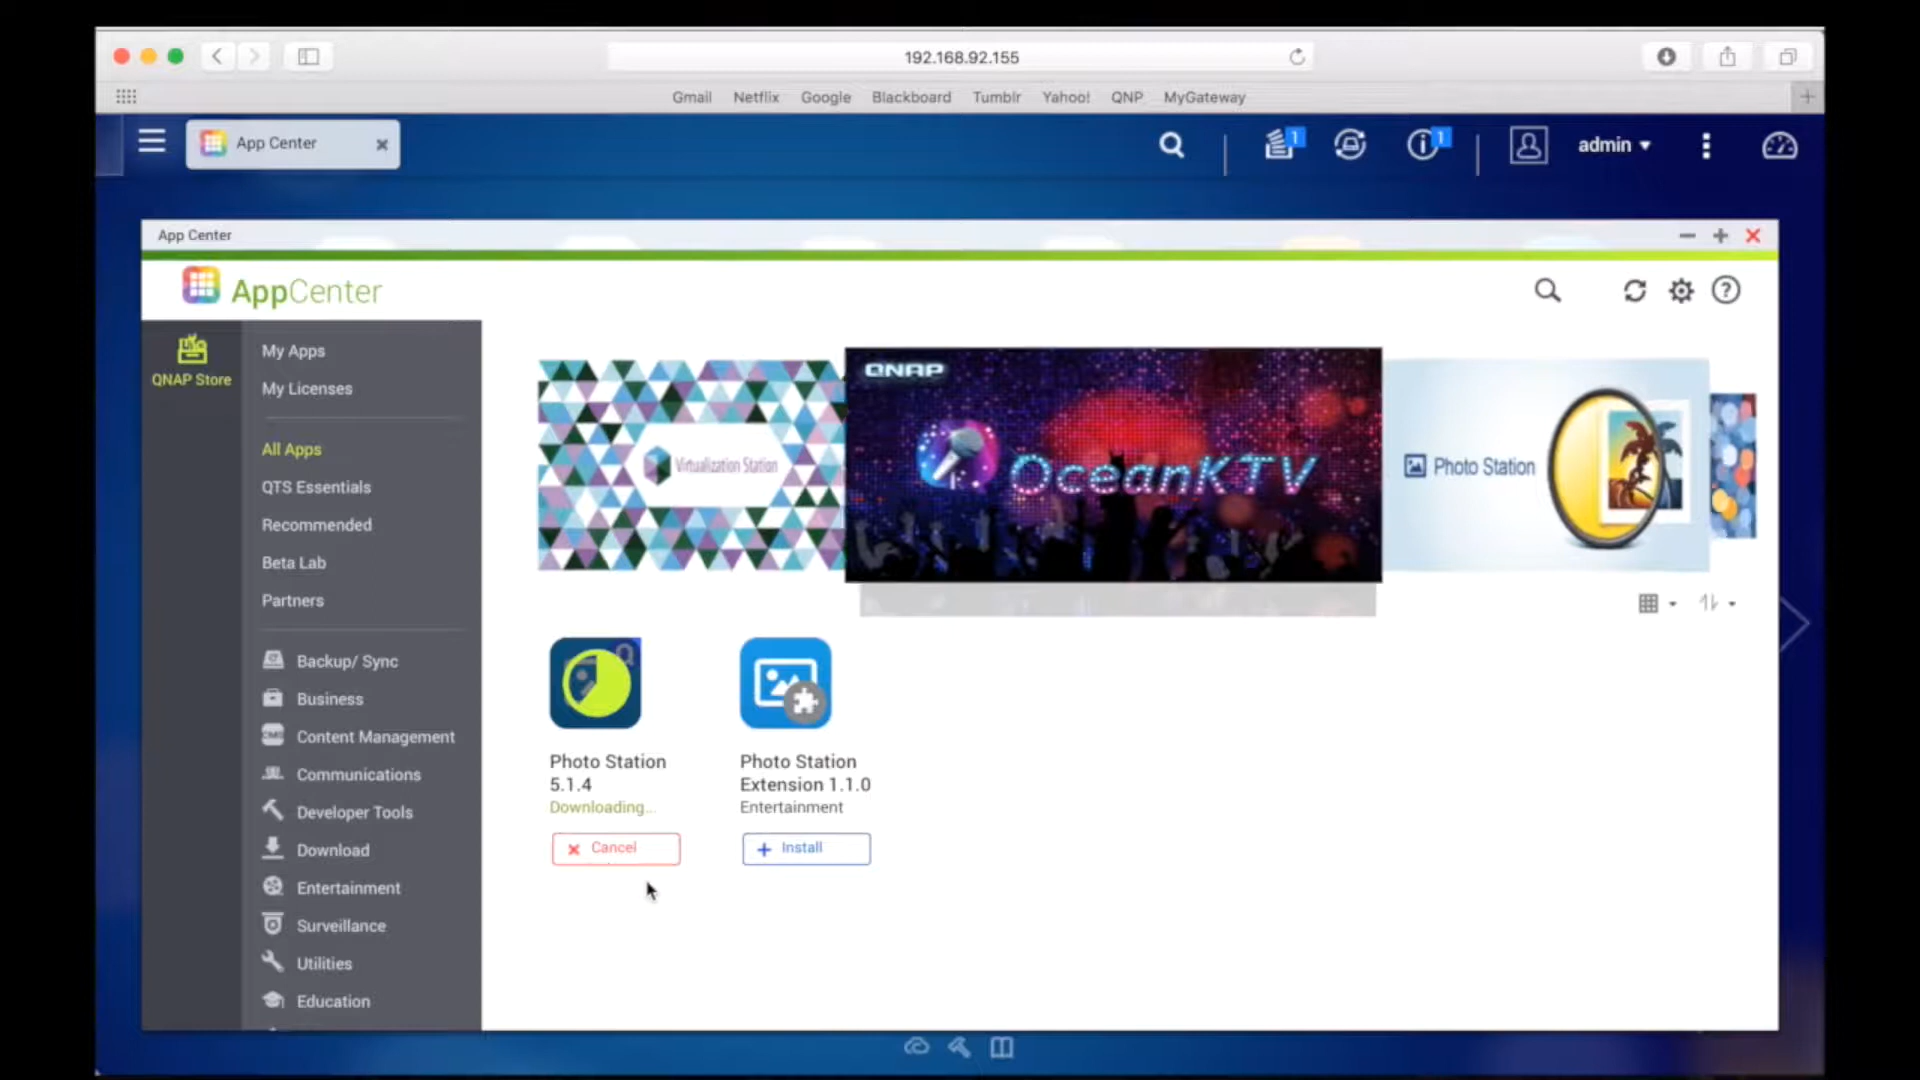 192.168.92.155
Gmail Netflix Google Blackboard Tumblr Yahoo! QNP MyGateway
App Center
1
1
admin
App Center
AppCenter
QNAP Store
My Apps
My Licenses
All Apps
QTS Essentials
Recommended
Beta Lab
Partners
Backup/ Sync
Business
Content Management
Communications
Developer Tools
Download
Entertainment
Surveillance
Utilities
Education
Virtualization Station
QNAP
OceanKTV
Photo Station
Photo Station
5.1.4
Downloading...
Cancel
Photo Station
Extension 1.1.0
Entertainment
Install